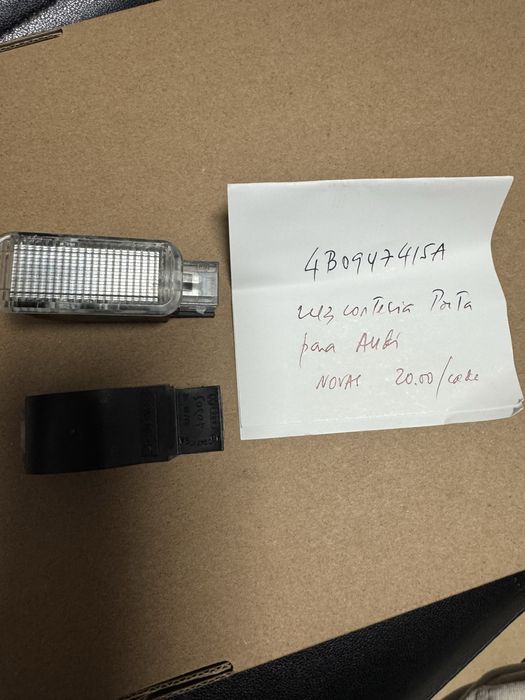 4B0947415A
luz cortesia Porta
para Audi
NOVAS 20.00/cada